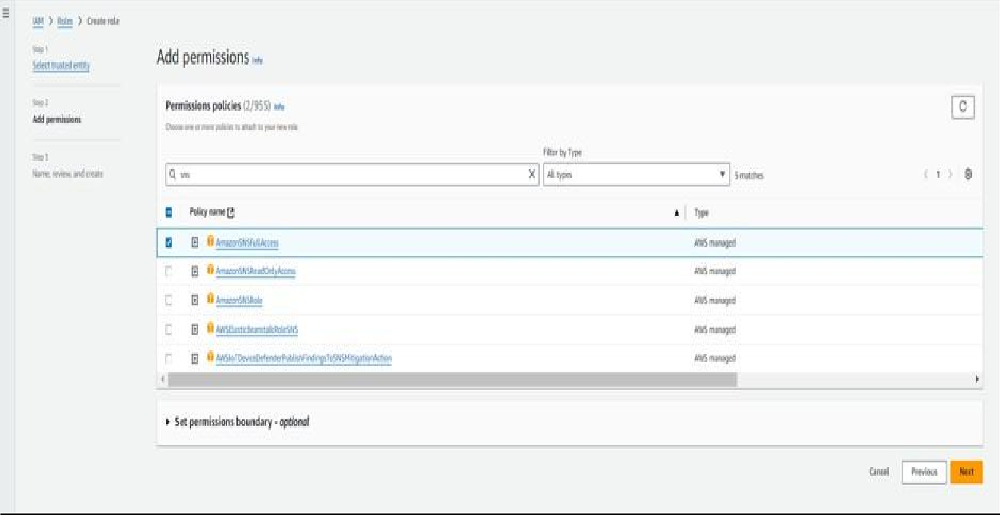 IAM > Roles > Create role
Step 1
Select trusted entity
Step 2
Add permissions
Step 3
Name, review, and create
Add permissions Info
Permissions policies (2/955) Info
Choose one or more policies to attach to your new role.
Filter by Type
sns X All types 5 matches < 1 >
Policy name Type
AmazonSNSFullAccess AWS managed
AmazonSNSReadOnlyAccess AWS managed
AmazonSNSRole AWS managed
AWSElasticBeanstalkRoleSNS AWS managed
AWSIoTDeviceDefenderPublishFindingsToSNSMitigationAction AWS managed
Set permissions boundary - optional
Cancel Previous Next